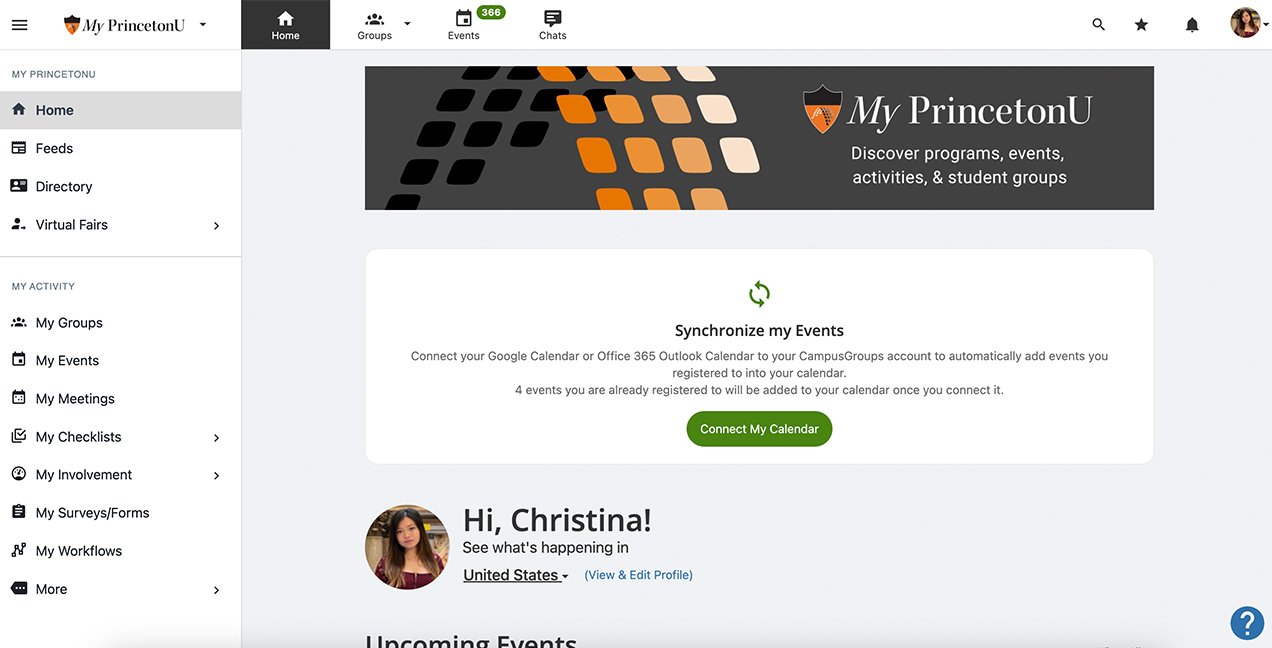 My PrincetonU
Home
Groups
366
Events
Chats
MY PRINCETONU
Home
Feeds
Directory
Virtual Fairs
MY ACTIVITY
My Groups
My Events
My Meetings
My Checklists
My Involvement
My Surveys/Forms
My Workflows
More
My PrincetonU
Discover programs, events,
activities, & student groups
Synchronize my Events
Connect your Google Calendar or Office 365 Outlook Calendar to your CampusGroups account to automatically add events you
registered to into your calendar.
4 events you are already registered to will be added to your calendar once you connect it.
Connect My Calendar
Hi, Christina!
See what's happening in
United States (View & Edit Profile)
Upcoming Events
?